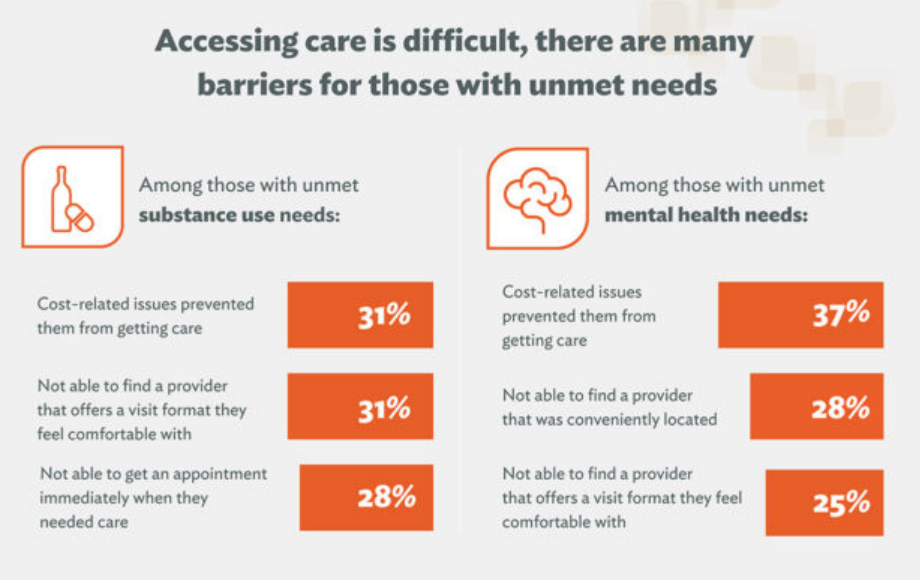 Accessing care is difficult, there are many
barriers for those with unmet needs
Among those with unmet
substance use needs:
Cost-related issues prevented
them from getting care
31%
Not able to find a provider
that offers a visit format they
feel comfortable with
31%
Not able to get an appointment
immediately when they
needed care
28%
Among those with unmet
mental health needs:
Cost-related issues
prevented them from
getting care
37%
Not able to find a provider
that was conveniently located
28%
Not able to find a provider
that offers a visit format they feel
comfortable with
25%